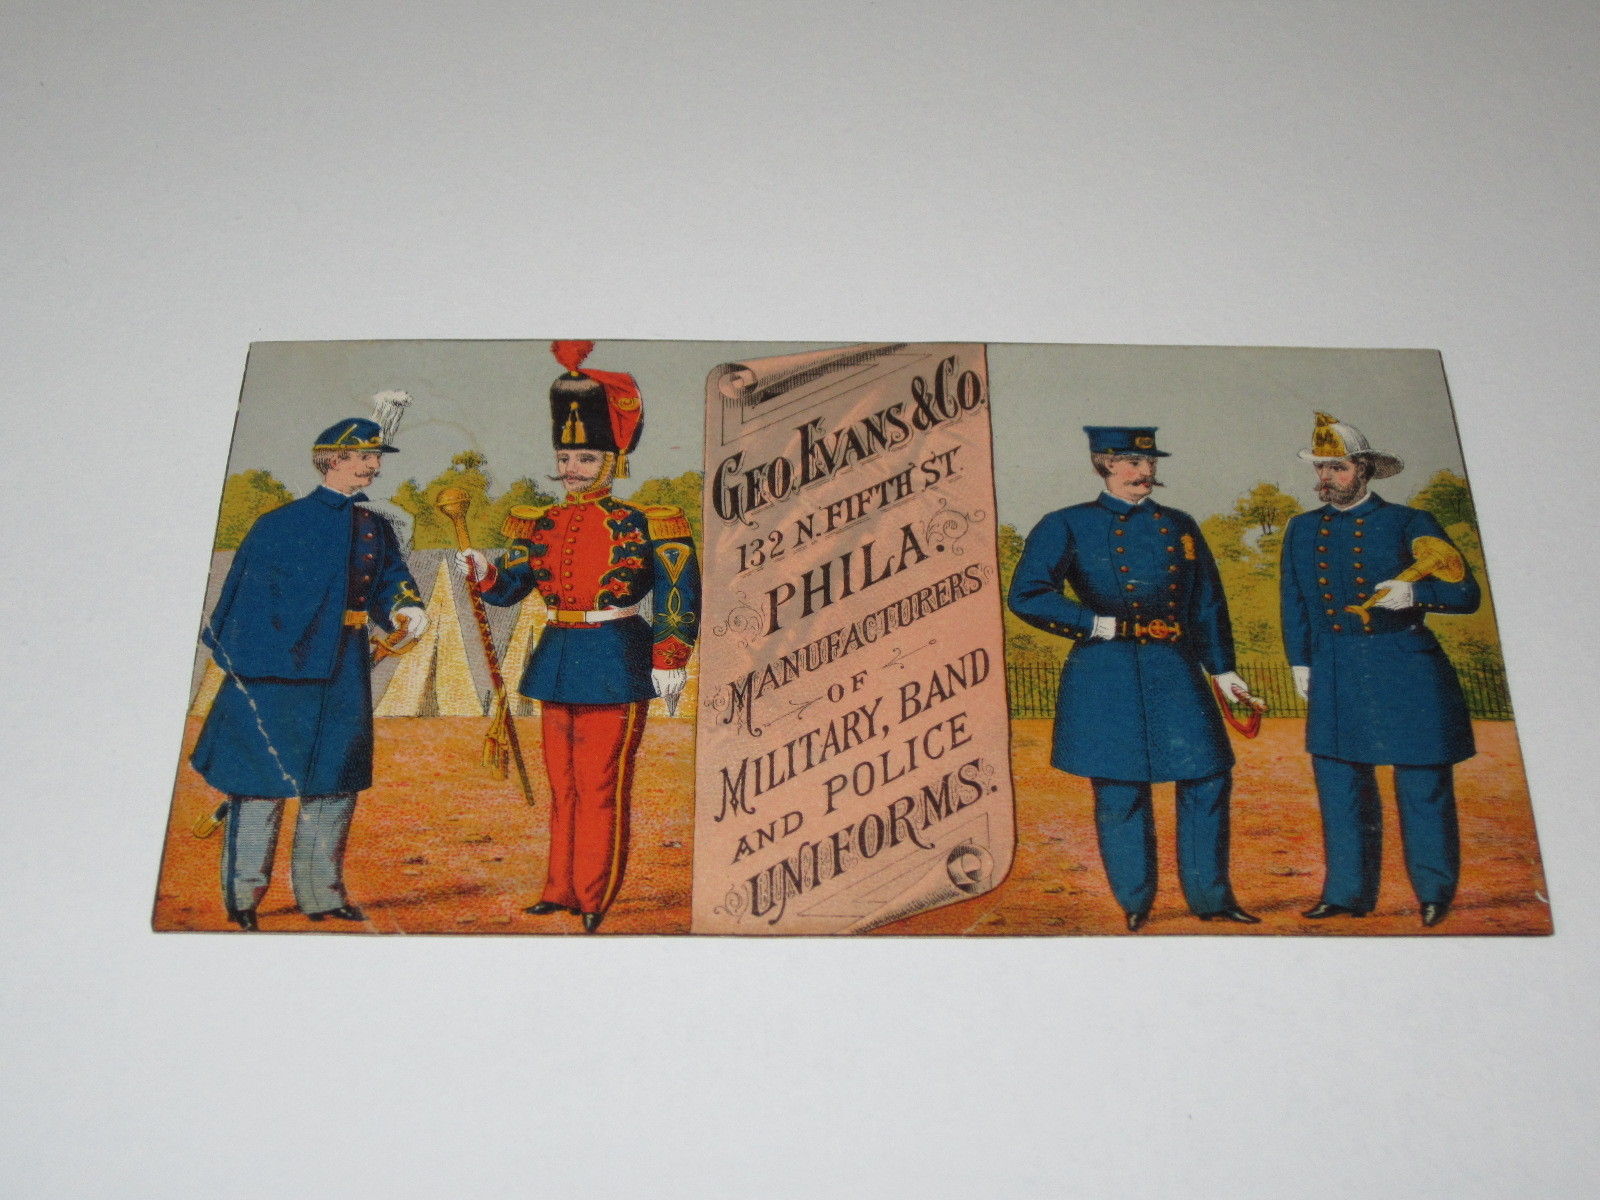 GEO. EVANS & CO.
132 N. FIFTH ST.
PHILA.
MANUFACTURERS
OF
MILITARY, BAND
AND POLICE
UNIFORMS.